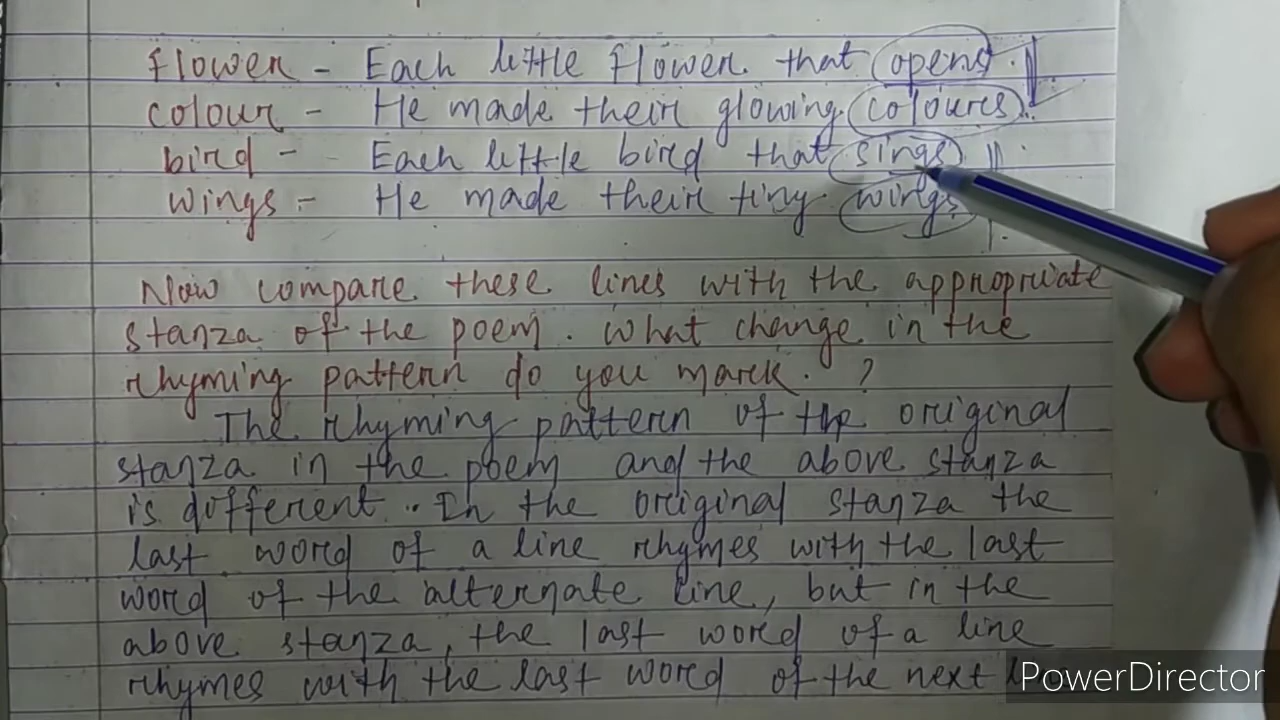 flower - Each little flower that opens.
colour - He made their glowing coloures.
bird - Each little bird that sings
wings - He made their tiny wings
Now compare these lines with the appropriate
stanza of the poem. What change in the
rhyming pattern do you mark. ?
The rhyming pattern of the original
stanza in the poem and the above stanza
is different. In the original stanza the
last word of a line rhymes with the last
word of the alternate line, but in the
above stanza, the last word of a line
rhymes with the last word of the next
PowerDirector